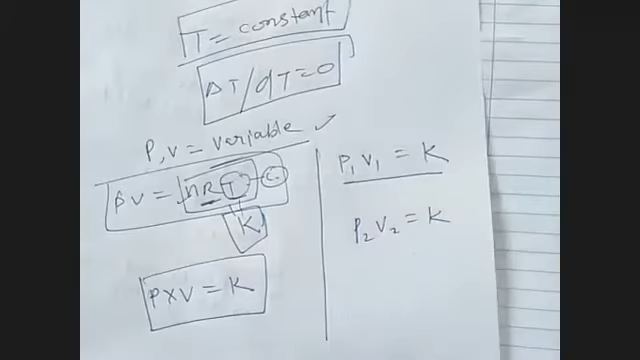 T = constant
ΔT/dT=0
P,V = variable ✓
PV = nRT
K
P×V = K
P₁V₁ = K
P₂V₂ = K